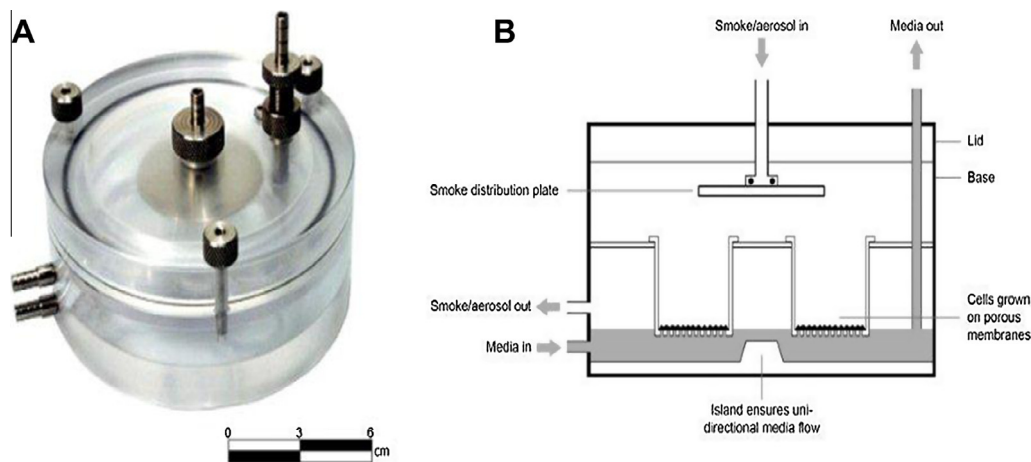 A
0
3
6
cm
B
Smoke/aerosol in
Media out
Lid
Base
Smoke distribution plate
Smoke/aerosol out
Media in
Cells grown
on porous
membranes
Island ensures uni-
directional media flow